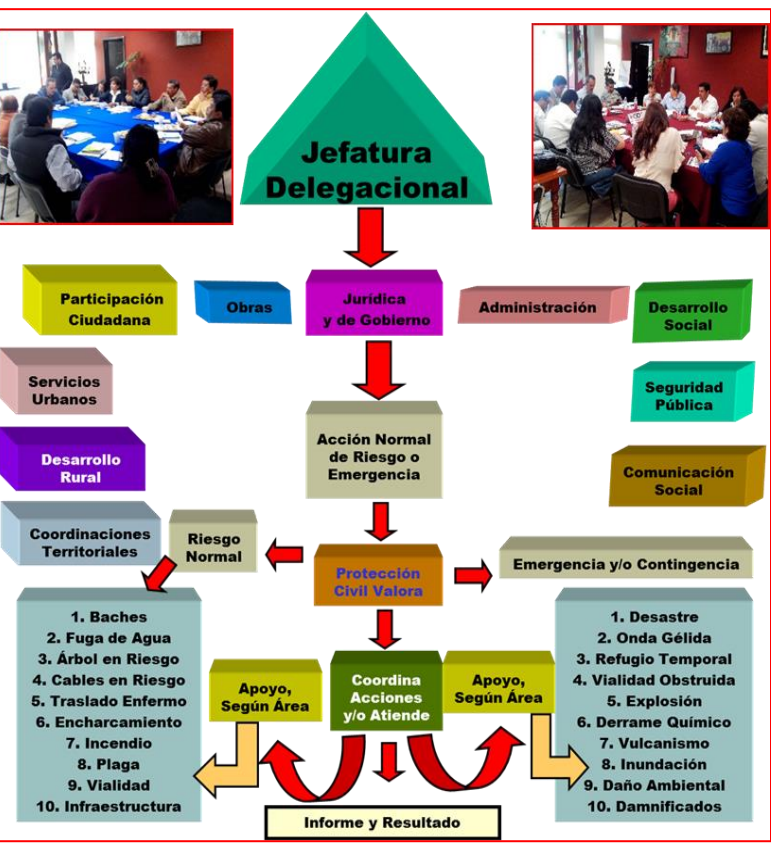 Jefatura
Delegacional
Participación
Ciudadana
Obras
Jurídica
y de Gobierno
Administración
Desarrollo
Social
Servicios
Urbanos
Seguridad
Pública
Acción Normal
de Riesgo o
Emergencia
Desarrollo
Rural
Comunicación
Social
Coordinaciones
Territoriales
Riesgo
Normal
Protección
Civil Valora
Emergencia y/o Contingencia
1. Baches
2. Fuga de Agua
3. Árbol en Riesgo
4. Cables en Riesgo
5. Traslado Enfermo
6. Encharcamiento
7. Incendio
8. Plaga
9. Vialidad
10. Infraestructura
Apoyo,
Según Área
Coordina
Acciones
y/o Atiende
Apoyo,
Según Área
1. Desastre
2. Onda Gélida
3. Refugio Temporal
4. Vialidad Obstruida
5. Explosión
6. Derrame Químico
7. Vulcanismo
8. Inundación
9. Daño Ambiental
10. Damnificados
Informe y Resultado